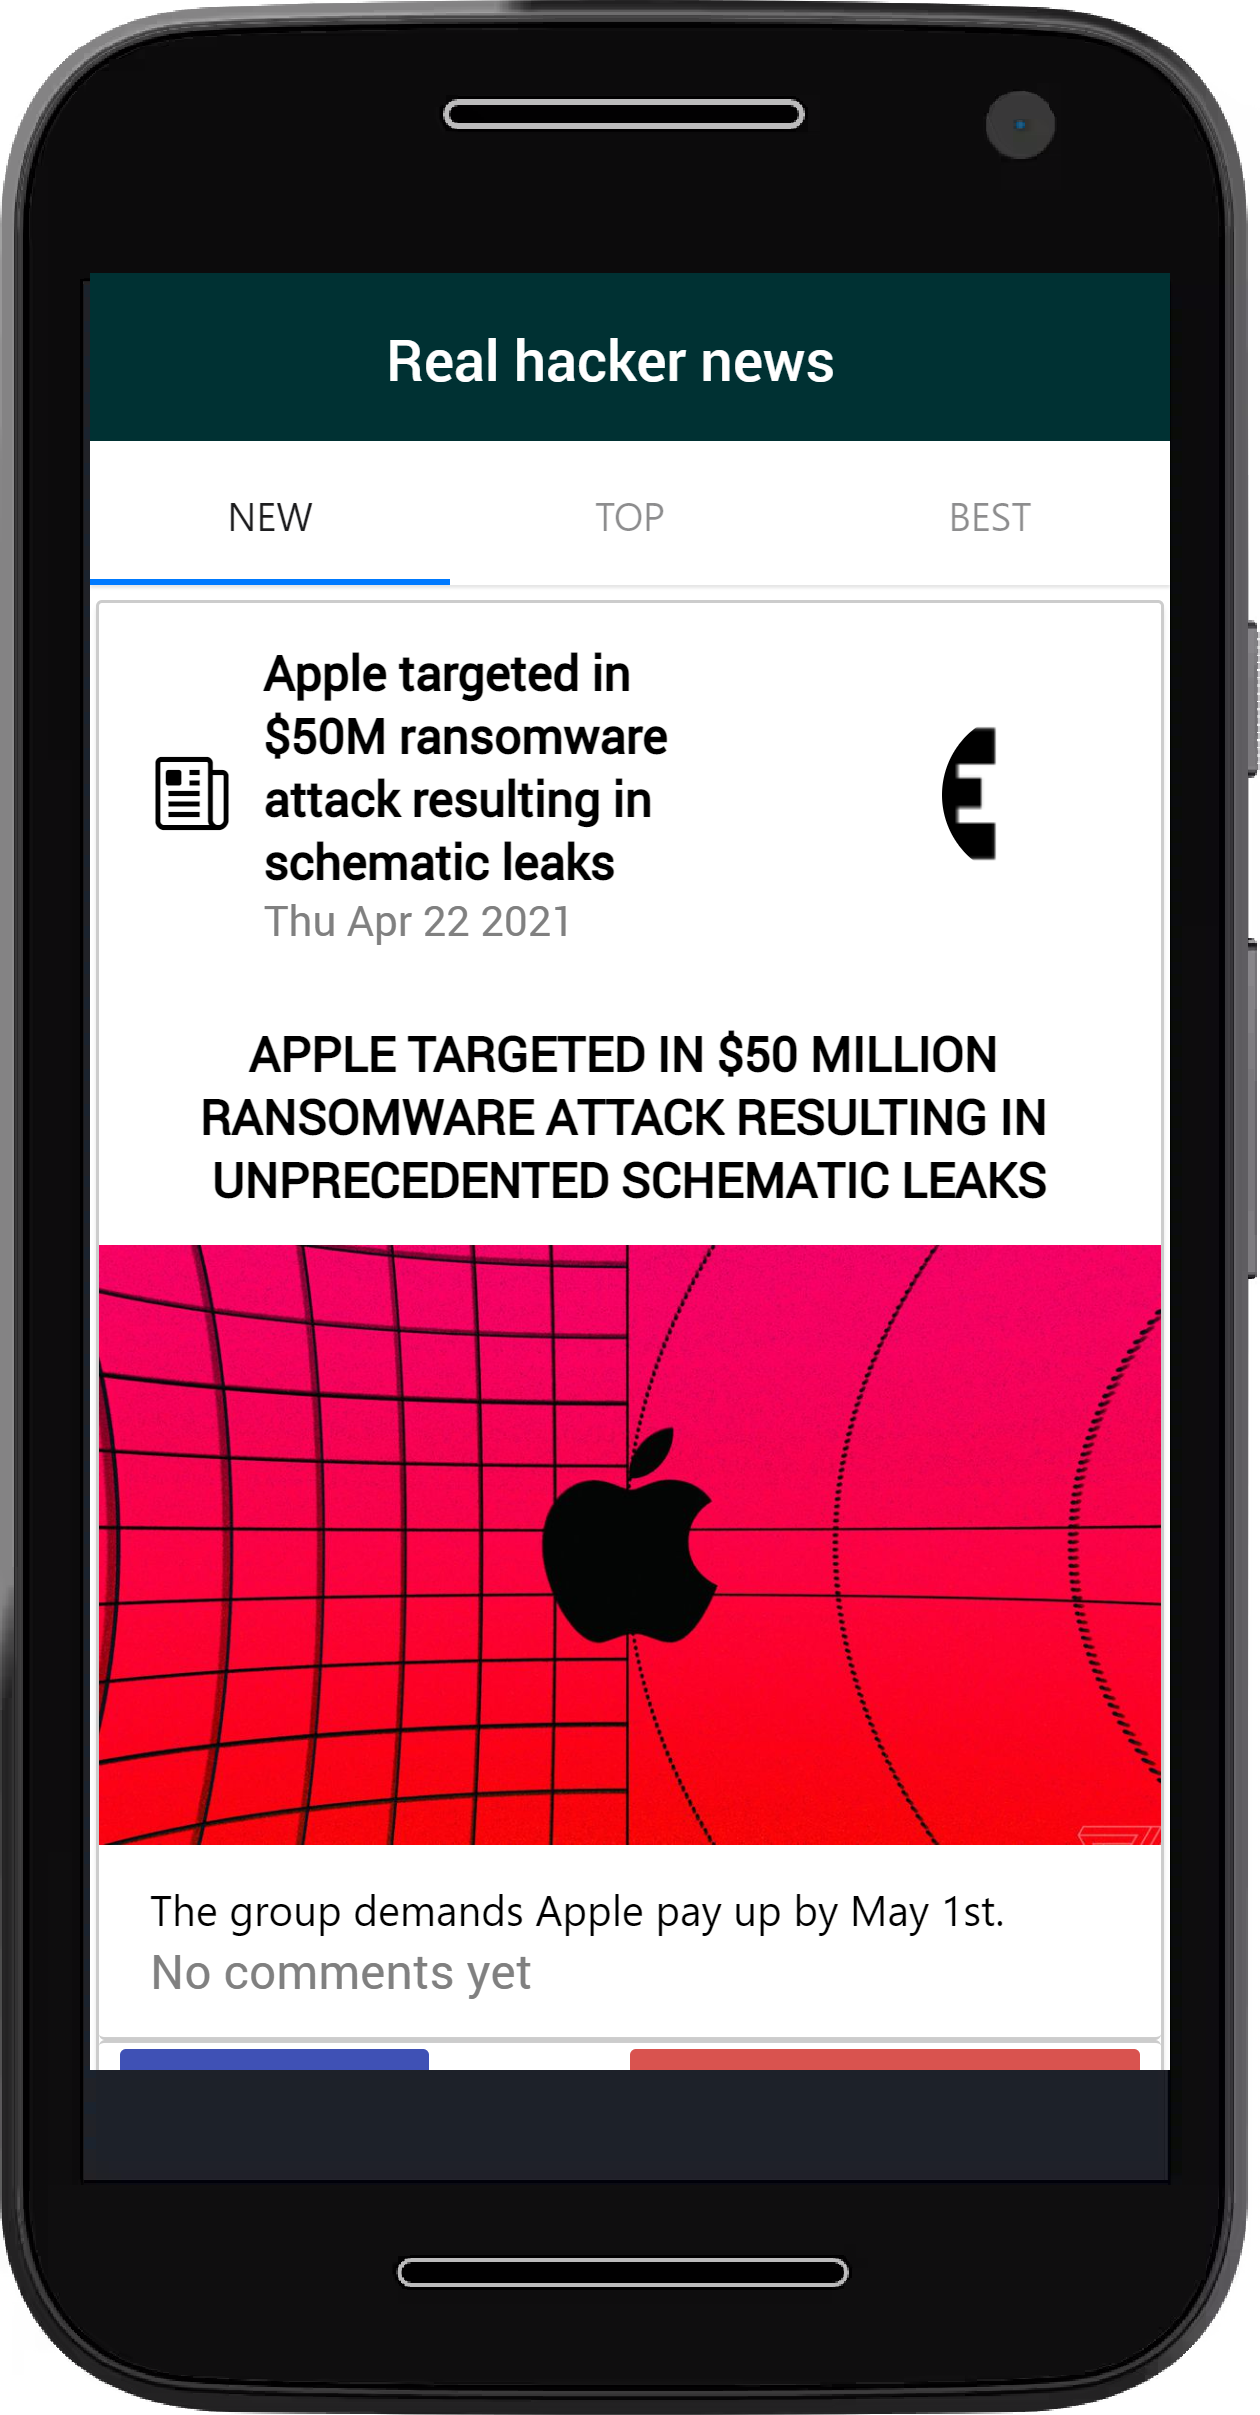 Real hacker news
NEW TOP BEST
Apple targeted in
$50M ransomware
attack resulting in
schematic leaks
Thu Apr 22 2021
APPLE TARGETED IN $50 MILLION
RANSOMWARE ATTACK RESULTING IN
UNPRECEDENTED SCHEMATIC LEAKS
The group demands Apple pay up by May 1st.
No comments yet